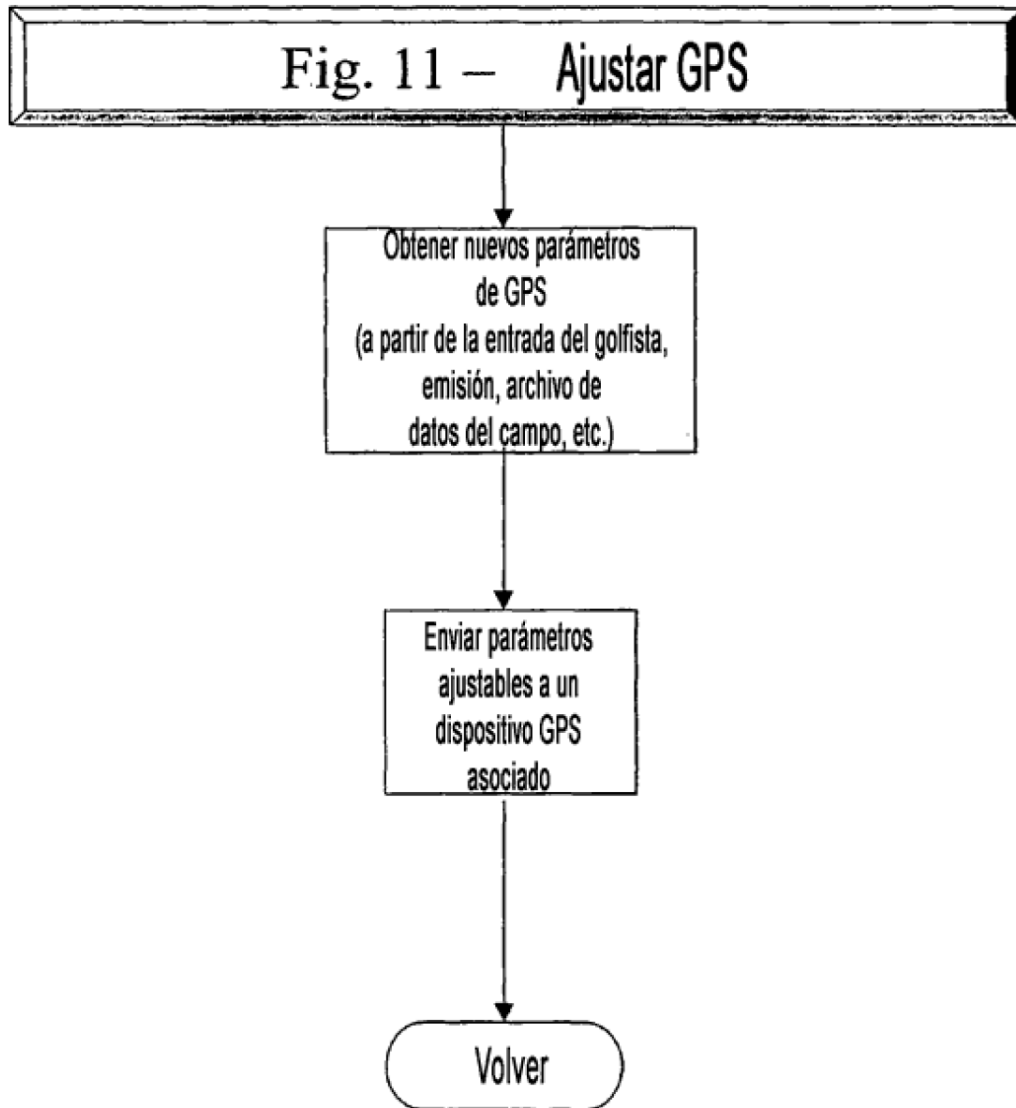 Fig. 11 – Ajustar GPS
Obtener nuevos parámetros
de GPS
(a partir de la entrada del golfista,
emisión, archivo de
datos del campo, etc.)
Enviar parámetros
ajustables a un
dispositivo GPS
asociado
Volver